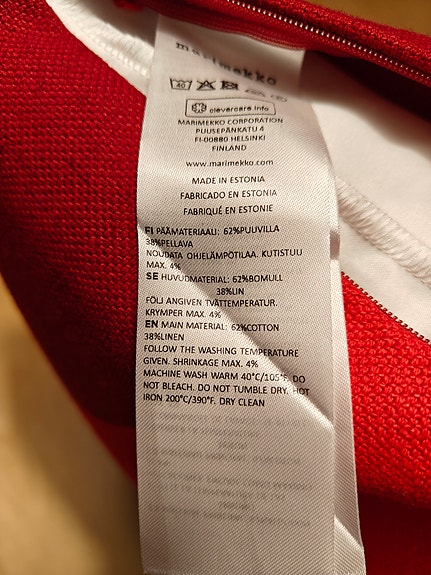 marimekko
40
clevercare.info
MARIMEKKO CORPORATION
PUUSEPÄNKATU 4
FI-00880 HELSINKI
FINLAND
www.marimekko.com
MADE IN ESTONIA
FABRICADO EN ESTONIA
FABRIQUÉ EN ESTONIE
FI PÄÄMATERIAALI: 62%PUUVILLA
38%PELLAVA
NOUDATA OHJELÄMPÖTILAA. KUTISTUU
MAX. 4%
SE HUVUDMATERIAL: 62%BOMULL
38%LIN
FÖLJ ANGIVEN TVÄTTEMPERATUR.
KRYMPER MAX. 4%
EN MAIN MATERIAL: 62%COTTON
38%LINEN
FOLLOW THE WASHING TEMPERATURE
GIVEN. SHRINKAGE MAX. 4%
MACHINE WASH WARM 40°C/105°F. DO
NOT BLEACH. DO NOT TUMBLE DRY. HOT
IRON 200°C/390°F. DRY CLEAN